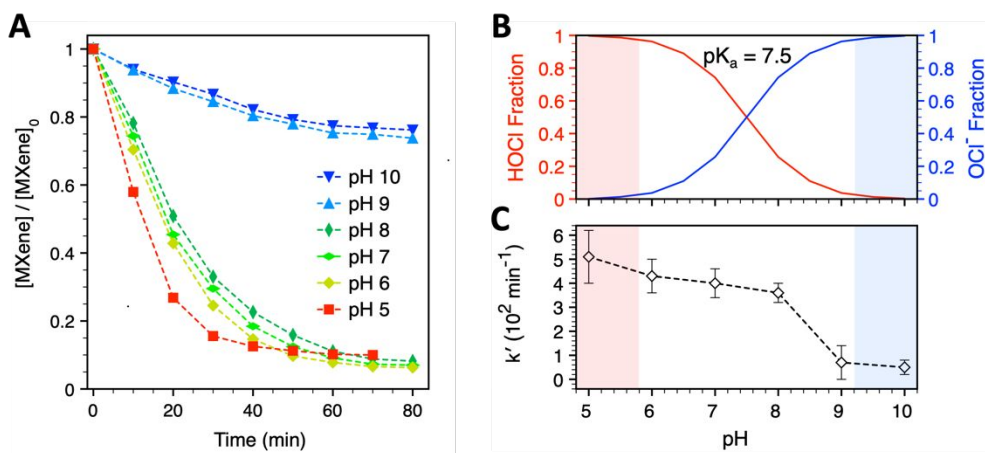 A
1
0.8
0.6
0.4
0.2
0
[MXene] / [MXene]₀
pH 10
pH 9
pH 8
pH 7
pH 6
pH 5
0 20 40 60 80
Time (min)
B
1
0.8
0.6
0.4
0.2
0
HOCl Fraction
pKₐ = 7.5
1
0.8
0.6
0.4
0.2
0
OCl⁻ Fraction
C
6
5
4
3
2
1
0
k′ (10² min⁻¹)
5 6 7 8 9 10
pH